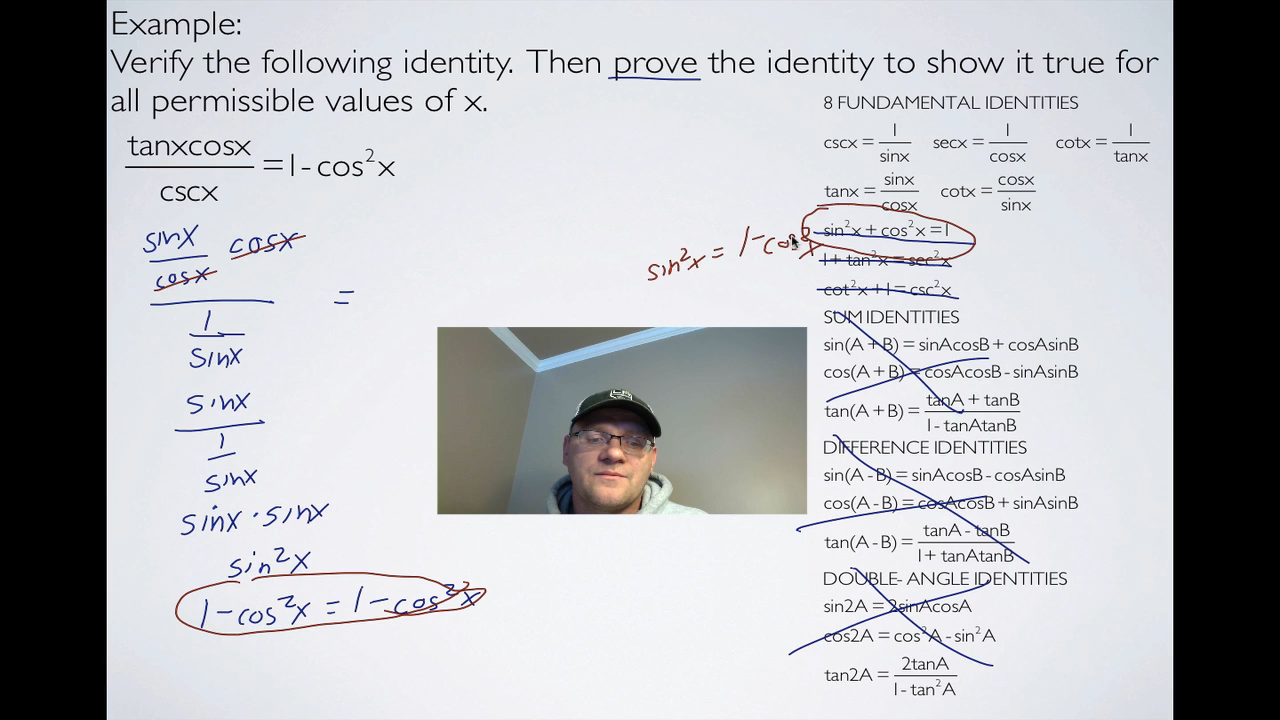 Example:
Verify the following identity. Then prove the identity to show it true for
all permissible values of x.
tanxcosx
cscx
=1-cos²x
sinx
cosx
cosx
=
1
sinx
sinx
1
sinx
sinx · sinx
sin²x
1-cos²x = 1-cos²x
sin²x = 1-cos²x
8 FUNDAMENTAL IDENTITIES
cscx = 1/sinx secx = 1/cosx cotx = 1/tanx
tanx = sinx/cosx cotx = cosx/sinx
sin²x + cos²x =1
1+ tan²x = sec²x
cot²x +1 = csc²x
SUM IDENTITIES
sin(A + B) = sinAcosB + cosAsinB
cos(A + B) = cosAcosB - sinAsinB
tan(A + B) = tanA + tanB/1- tanAtanB
DIFFERENCE IDENTITIES
sin(A - B) = sinAcosB - cosAsinB
cos(A - B) = cosAcosB + sinAsinB
tan(A - B) = tanA - tanB/1+ tanAtanB
DOUBLE- ANGLE IDENTITIES
sin2A = 2sinAcosA
cos2A = cos²A - sin²A
tan2A = 2tanA/1- tan²A